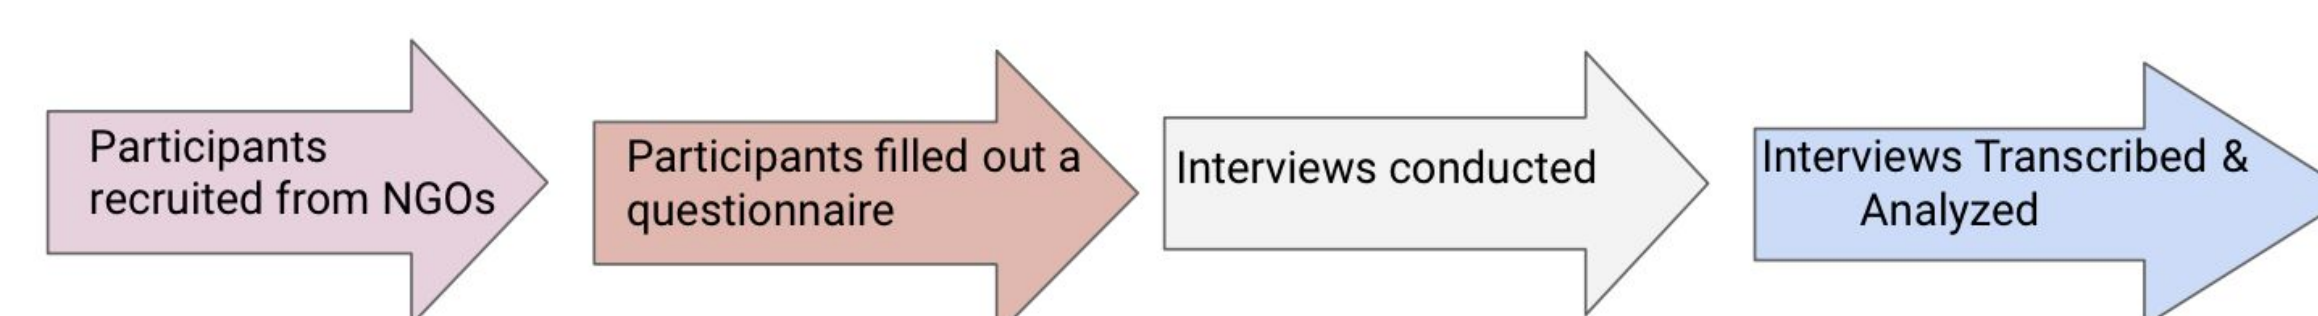 Participants
recruited from NGOs
Participants filled out a
questionnaire
Interviews conducted
Interviews Transcribed &
Analyzed